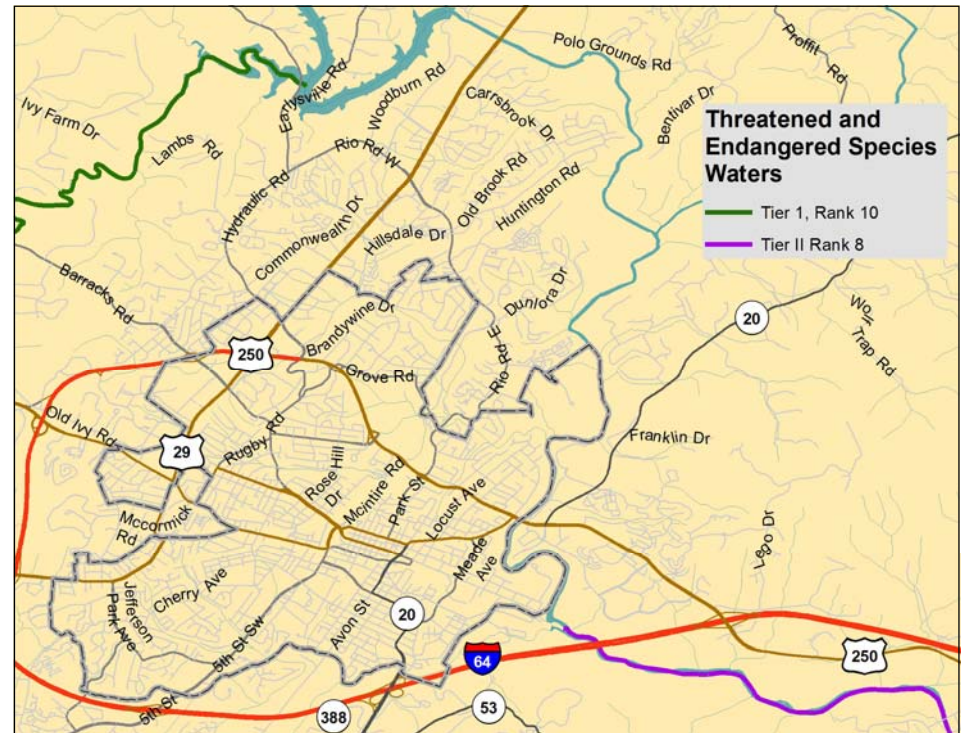 Polo Grounds Rd
Proffit Rd
Earlysville Rd
Woodburn Rd
Carrsbrook Dr
Bentivar Dr
Ivy Farm Dr
Lambs Rd
Rio Rd W
Threatened and
Endangered Species
Waters
Tier 1, Rank 10
Tier II Rank 8
Hydraulic Rd
Commonwealth Dr
Hillsdale Dr
Old Brook Rd
Huntington Rd
Barracks Rd
Brandywine Dr
Rio Rd E
Dunlora Dr
20
Wolf Trap Rd
250
Grove Rd
Old Ivy Rd
29
Rugby Rd
Rose Hill
Dr
Mcintire Rd
Park St
Locust Ave
Franklin Dr
Mccormick
Rd
Meade
Ave
Lego Dr
Jefferson
Park Ave
Cherry Ave
5th St Sw
Avon St
20
64
250
5th St
388
53